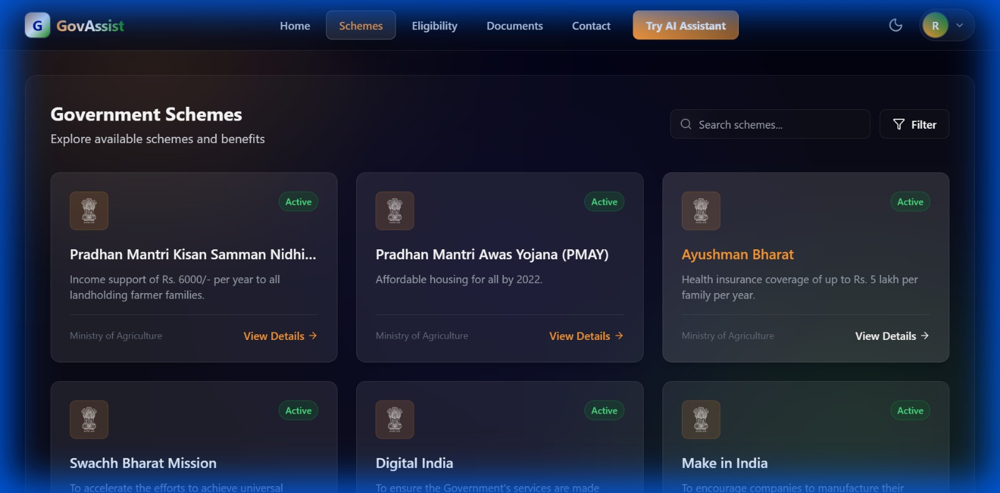 G GovAssist Home Schemes Eligibility Documents Contact Try AI Assistant R
Government Schemes
Explore available schemes and benefits
Search schemes...
Filter
Active Active Active
Pradhan Mantri Kisan Samman Nidhi... Pradhan Mantri Awas Yojana (PMAY) Ayushman Bharat
Income support of Rs. 6000/- per year to all Affordable housing for all by 2022. Health insurance coverage of up to Rs. 5 lakh per
landholding farmer families. family per year.
Ministry of Agriculture View Details → Ministry of Agriculture View Details → Ministry of Agriculture View Details →
Active Active Active
Swachh Bharat Mission Digital India Make in India
To accelerate the efforts to achieve universal To ensure the Government's services are made To encourage companies to manufacture their